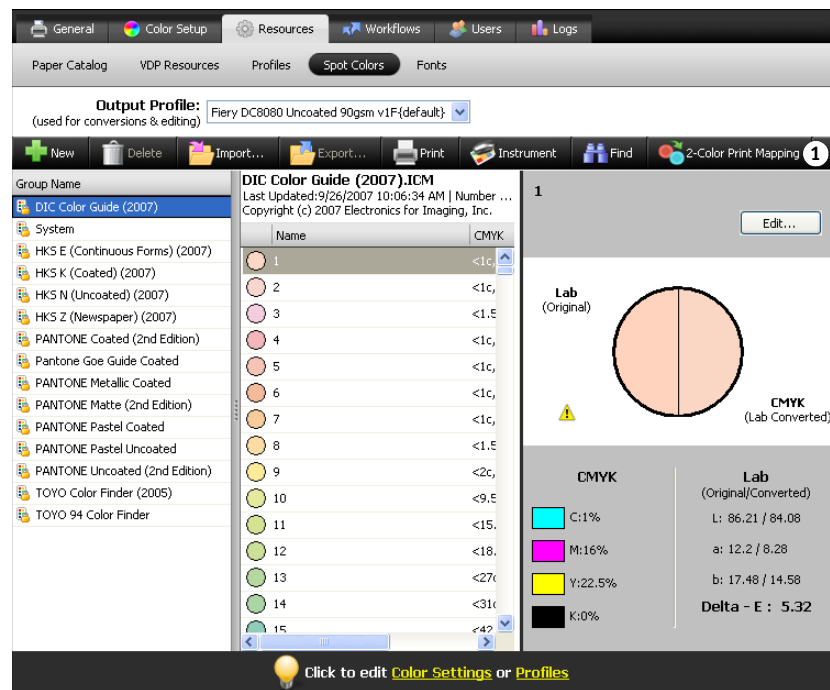 General Color Setup Resources Workflows Users Logs
Paper Catalog VDP Resources Profiles Spot Colors Fonts
Output Profile: Fiery DC8080 Uncoated 90gsm v1F{default}
(used for conversions & editing)
New Delete Import... Export... Print Instrument Find 2-Color Print Mapping 1
Group Name
DIC Color Guide (2007)
System
HKS E (Continuous Forms) (2007)
HKS K (Coated) (2007)
HKS N (Uncoated) (2007)
HKS Z (Newspaper) (2007)
PANTONE Coated (2nd Edition)
Pantone Goe Guide Coated
PANTONE Metallic Coated
PANTONE Matte (2nd Edition)
PANTONE Pastel Coated
PANTONE Pastel Uncoated
PANTONE Uncoated (2nd Edition)
TOYO Color Finder (2005)
TOYO 94 Color Finder
DIC Color Guide (2007).ICM
Last Updated:9/26/2007 10:06:34 AM | Number ...
Copyright (c) 2007 Electronics for Imaging, Inc.
Name CMYK
1 <1c,
2 <1c,
3 <1.5
4 <1c,
5 <1c,
6 <1c,
7 <1c,
8 <1.5
9 <2c,
10 <9.5
11 <15.
12 <18.
13 <27c
14 <31c
15 <42
1
Edit...
Lab
(Original)
CMYK
(Lab Converted)
CMYK
C:1%
M:16%
Y:22.5%
K:0%
Lab
(Original/Converted)
L: 86.21 / 84.08
a: 12.2 / 8.28
b: 17.48 / 14.58
Delta - E : 5.32
Click to edit Color Settings or Profiles